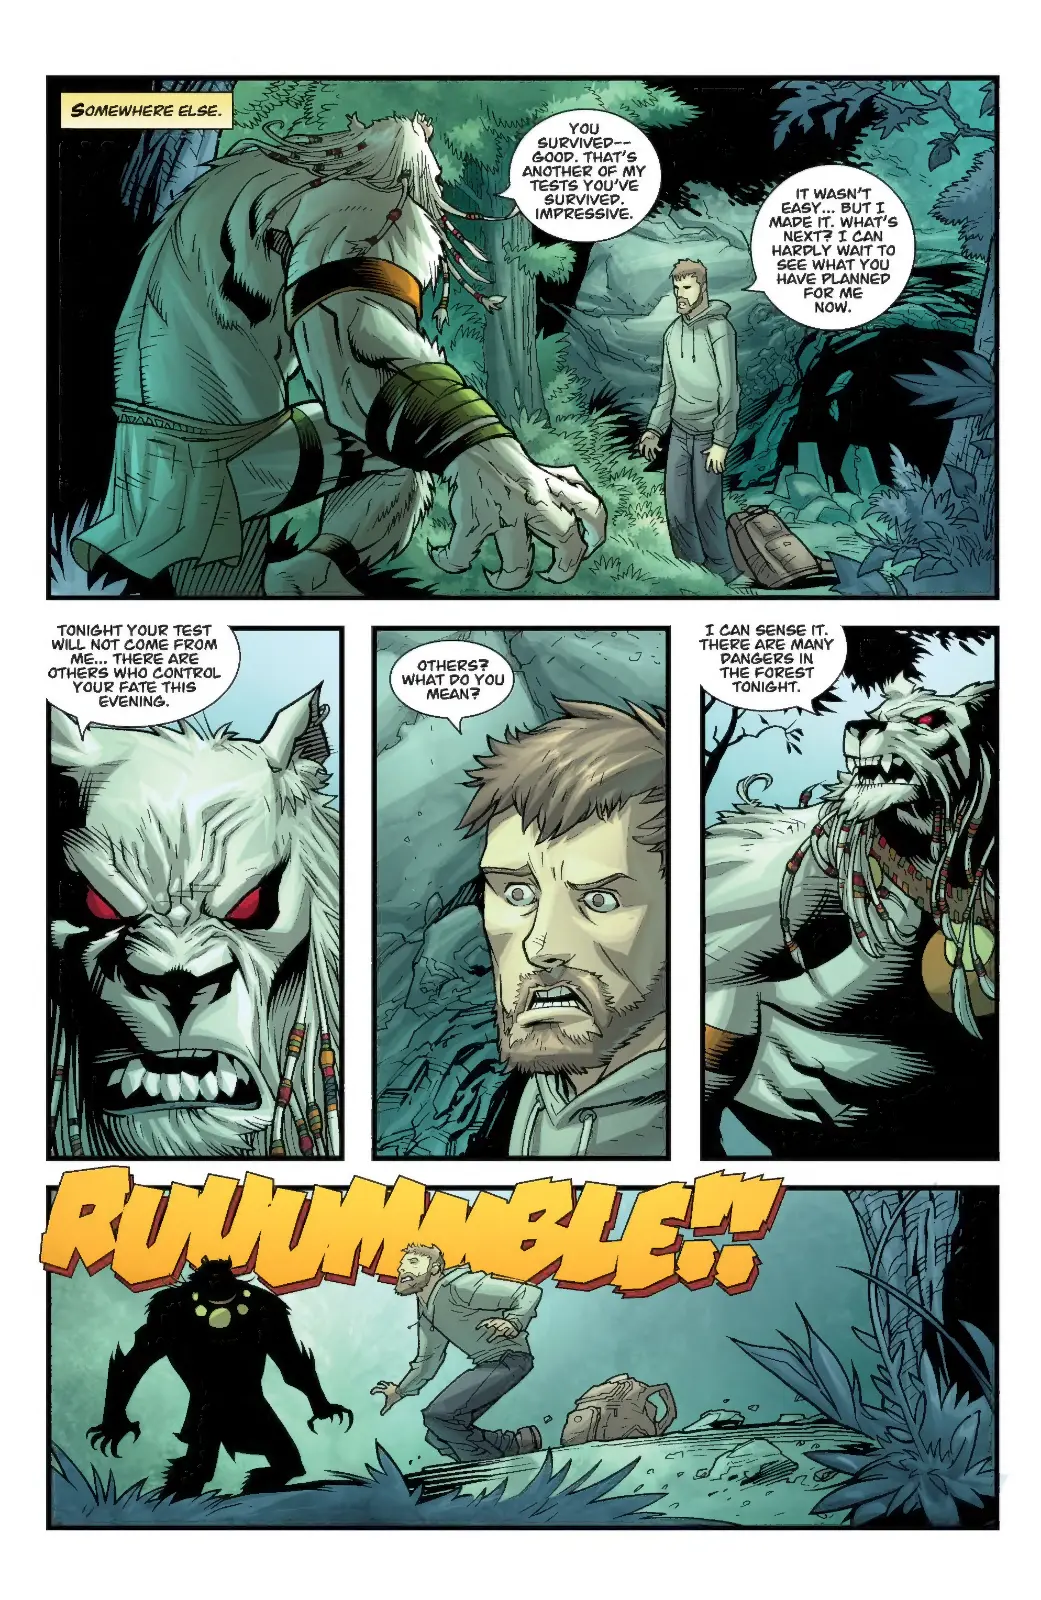 SOMEWHERE ELSE.
YOU
SURVIVED--
GOOD. THAT'S
ANOTHER OF MY
TESTS YOU'VE
SURVIVED.
IMPRESSIVE.
IT WASN'T
EASY... BUT I
MADE IT. WHAT'S
NEXT? I CAN
HARDLY WAIT TO
SEE WHAT YOU
HAVE PLANNED
FOR ME
NOW.
TONIGHT YOUR TEST
WILL NOT COME FROM
ME... THERE ARE
OTHERS WHO CONTROL
YOUR FATE THIS
EVENING.
OTHERS?
WHAT DO YOU
MEAN?
I CAN SENSE IT.
THERE ARE MANY
DANGERS IN
THE FOREST
TONIGHT.
RUUUMMMBLE!!